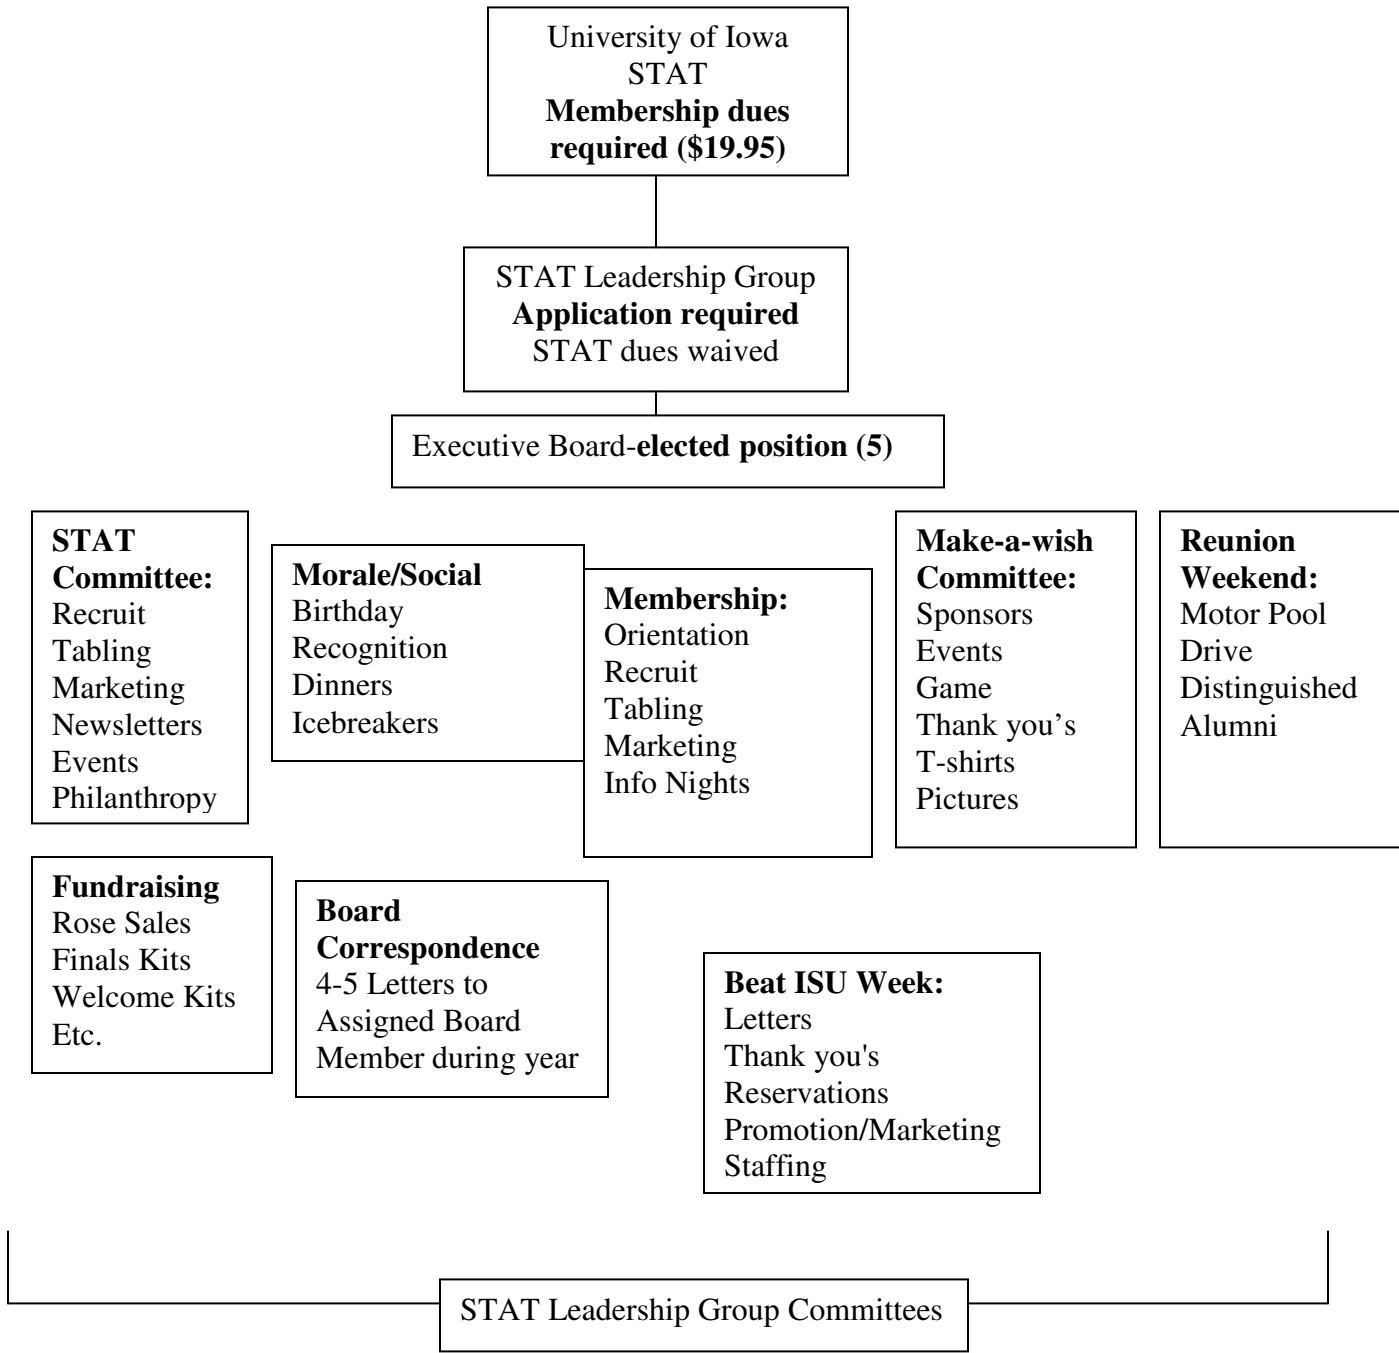 University of Iowa
STAT
Membership dues
required ($19.95)
STAT Leadership Group
Application required
STAT dues waived
Executive Board-elected position (5)
STAT
Committee:
Recruit
Tabling
Marketing
Newsletters
Events
Philanthropy
Morale/Social
Birthday
Recognition
Dinners
Icebreakers
Membership:
Orientation
Recruit
Tabling
Marketing
Info Nights
Make-a-wish
Committee:
Sponsors
Events
Game
Thank you’s
T-shirts
Pictures
Reunion
Weekend:
Motor Pool
Drive
Distinguished
Alumni
Fundraising
Rose Sales
Finals Kits
Welcome Kits
Etc.
Board
Correspondence
4-5 Letters to
Assigned Board
Member during year
Beat ISU Week:
Letters
Thank you's
Reservations
Promotion/Marketing
Staffing
STAT Leadership Group Committees